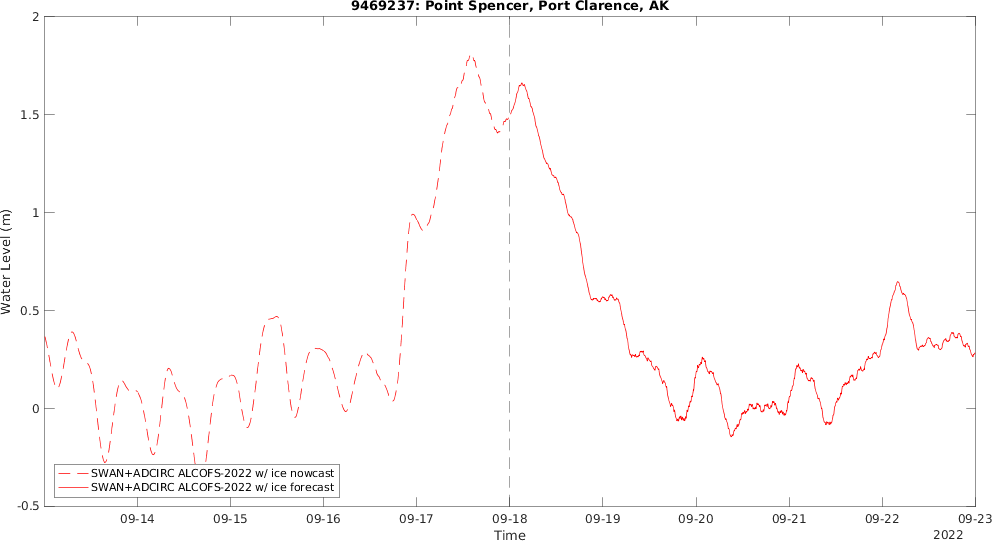 9469237: Point Spencer, Port Clarence, AK
2
1.5
1
0.5
0
-0.5
Water Level (m)
SWAN+ADCIRC ALCOFS-2022 w/ ice nowcast
SWAN+ADCIRC ALCOFS-2022 w/ ice forecast
09-14 09-15 09-16 09-17 09-18 09-19 09-20 09-21 09-22 09-23
Time
2022